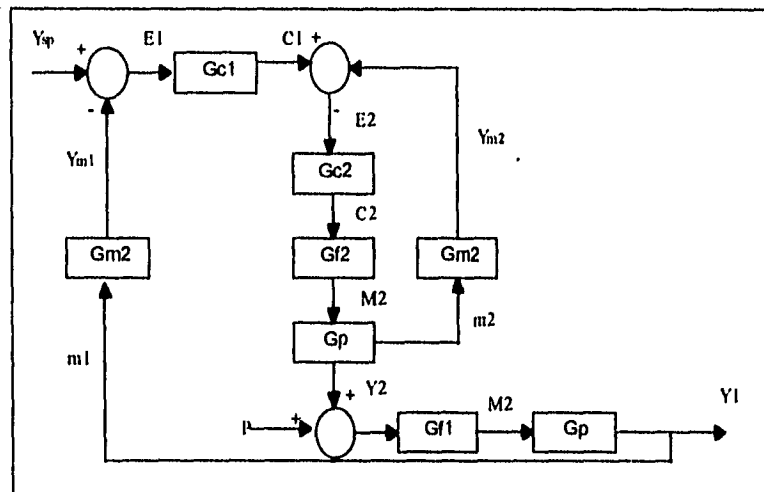 Ysp + E1 Gc1 C1 +
- - E2
Ym1 Ym2
Gc2
C2
Gm2 Gf2 Gm2
M2
m1 Gp m2
Y2 + M2 Y1
+ Gf1 Gp